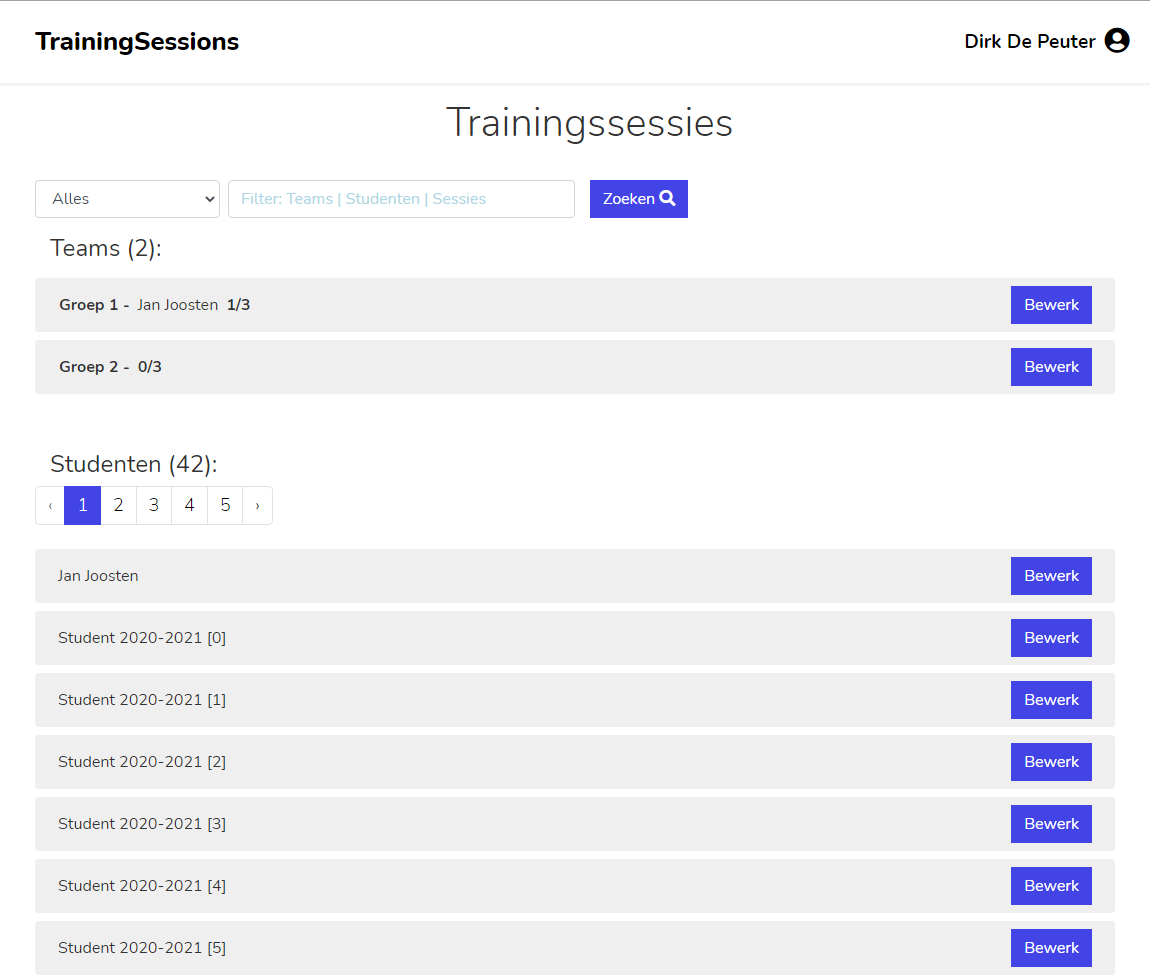 TrainingSessions
Dirk De Peuter
Trainingssessies
Alles
Filter: Teams | Studenten | Sessies
Zoeken
Teams (2):
Groep 1 - Jan Joosten 1/3
Bewerk
Groep 2 - 0/3
Bewerk
Studenten (42):
‹ 1 2 3 4 5 ›
Jan Joosten
Bewerk
Student 2020-2021 [0]
Bewerk
Student 2020-2021 [1]
Bewerk
Student 2020-2021 [2]
Bewerk
Student 2020-2021 [3]
Bewerk
Student 2020-2021 [4]
Bewerk
Student 2020-2021 [5]
Bewerk